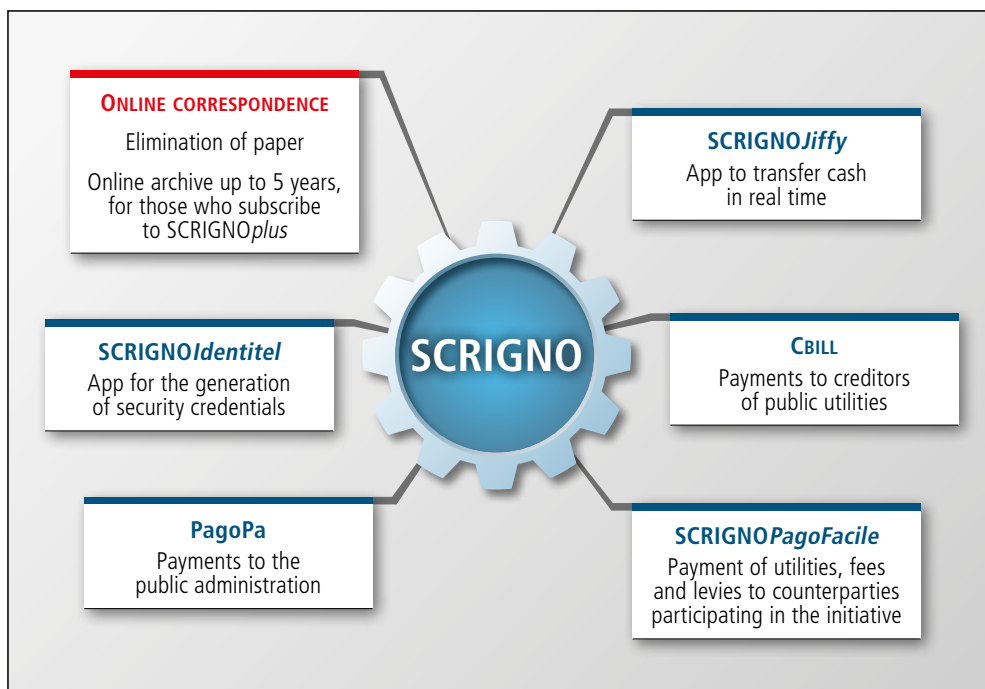 ONLINE CORRESPONDENCE
Elimination of paper
Online archive up to 5 years,
for those who subscribe
to SCRIGNOplus
SCRIGNOJiffy
App to transfer cash
in real time
SCRIGNO
SCRIGNOIdentitel
App for the generation
of security credentials
CBILL
Payments to creditors
of public utilities
PagoPa
Payments to the
public administration
SCRIGNOPagoFacile
Payment of utilities, fees
and levies to counterparties
participating in the initiative